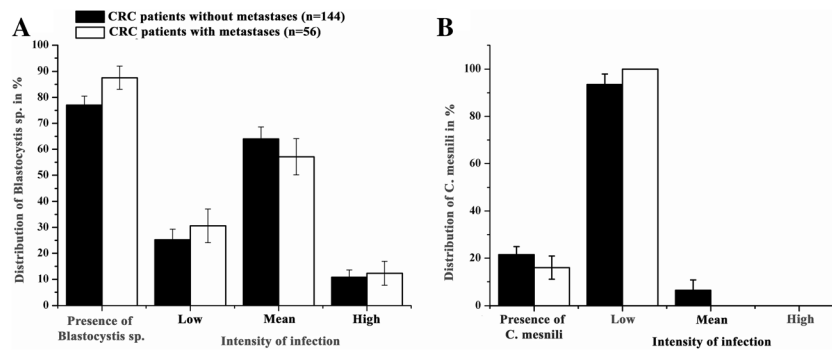 A
CRC patients without metastases (n=144)
CRC patients with metastases (n=56)
Distribution of Blastocystis sp. in %
100
90
80
70
60
50
40
30
20
10
0
Presence of
Blastocystis sp.
Low
Mean
High
Intensity of infection
B
Distribution of C. mesnili in %
100
80
60
40
20
0
Presence of
C. mesnili
Low
Mean
High
Intensity of infection